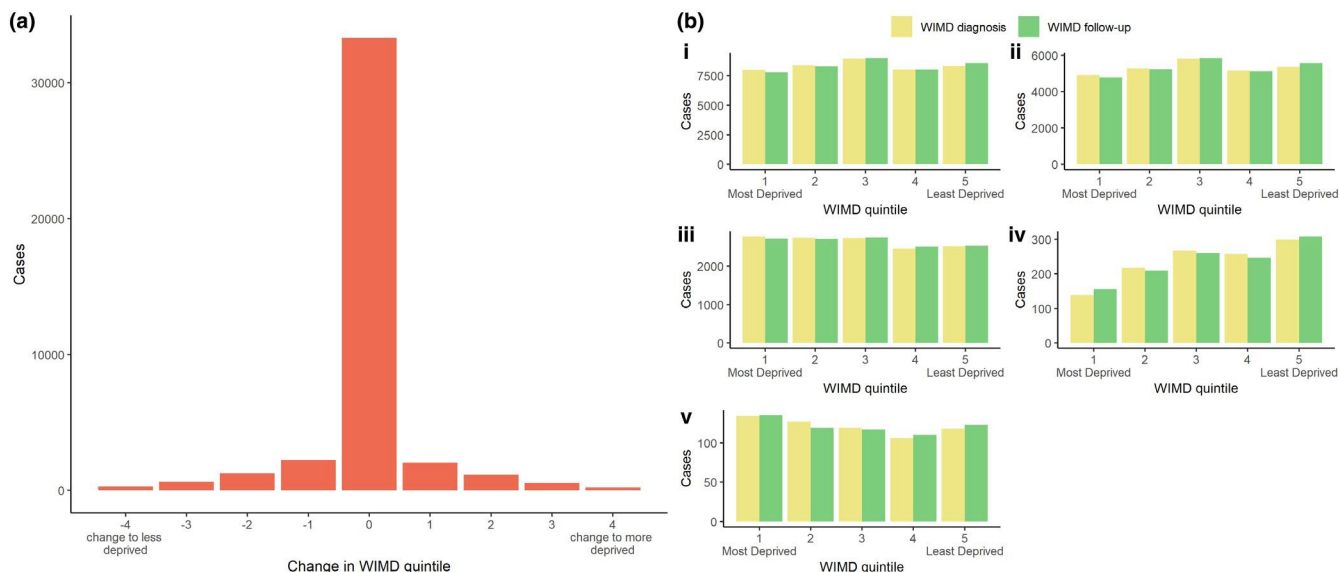 (a)
30000
20000
10000
0
Cases
-4 -3 -2 -1 0 1 2 3 4
change to less deprived
change to more deprived
Change in WIMD quintile
(b)
WIMD diagnosis WIMD follow-up
i
7500
5000
2500
0
Cases
1 2 3 4 5
Most Deprived Least Deprived
WIMD quintile
ii
6000
4000
2000
0
Cases
1 2 3 4 5
Most Deprived Least Deprived
WIMD quintile
iii
2000
1000
0
Cases
1 2 3 4 5
Most Deprived Least Deprived
WIMD quintile
iv
300
200
100
0
Cases
1 2 3 4 5
Most Deprived Least Deprived
WIMD quintile
v
100
50
0
Cases
1 2 3 4 5
Most Deprived Least Deprived
WIMD quintile